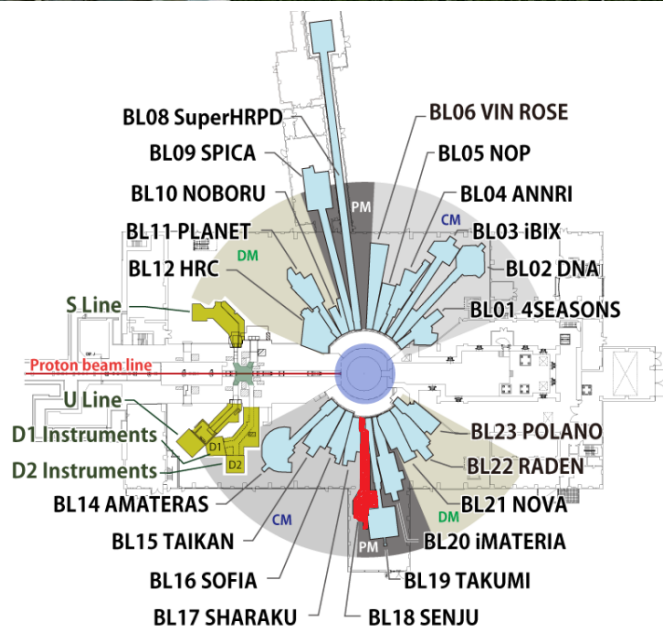 BL08 SuperHRPD
BL06 VIN ROSE
BL09 SPICA
BL05 NOP
BL10 NOBORU
PM
BL04 ANNRI
BL11 PLANET
CM
BL03 iBIX
DM
BL12 HRC
BL02 DNA
S Line
BL01 4SEASONS
Proton beam line
U Line
D1 Instruments
D1
BL23 POLANO
D2 Instruments
D2
BL22 RADEN
BL14 AMATERAS
BL21 NOVA
CM
DM
BL15 TAIKAN
PM
BL20 iMATERIA
BL16 SOFIA
BL19 TAKUMI
BL17 SHARAKU
BL18 SENJU